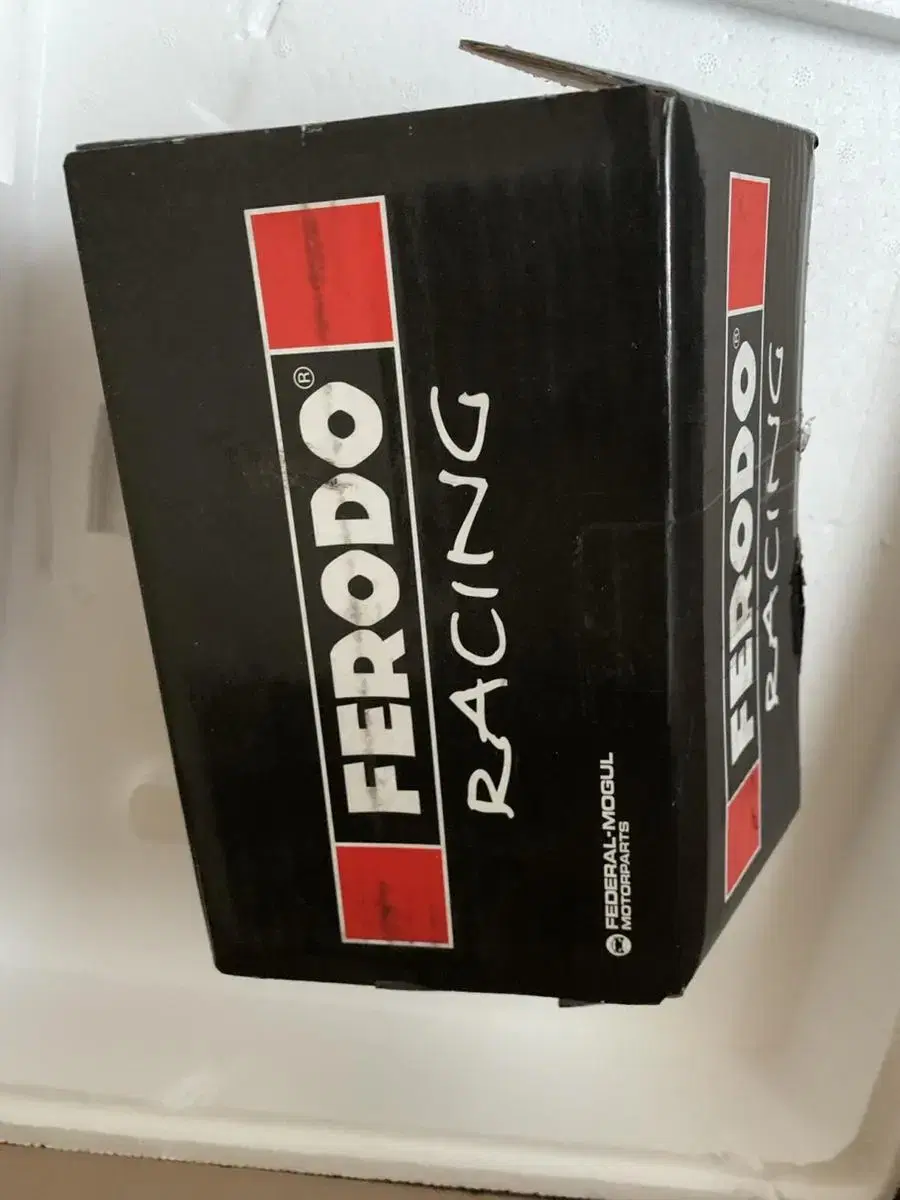 FERODO®
RACING
FEDERAL-MOGUL
MOTORPARTS
FERODO®
RACING